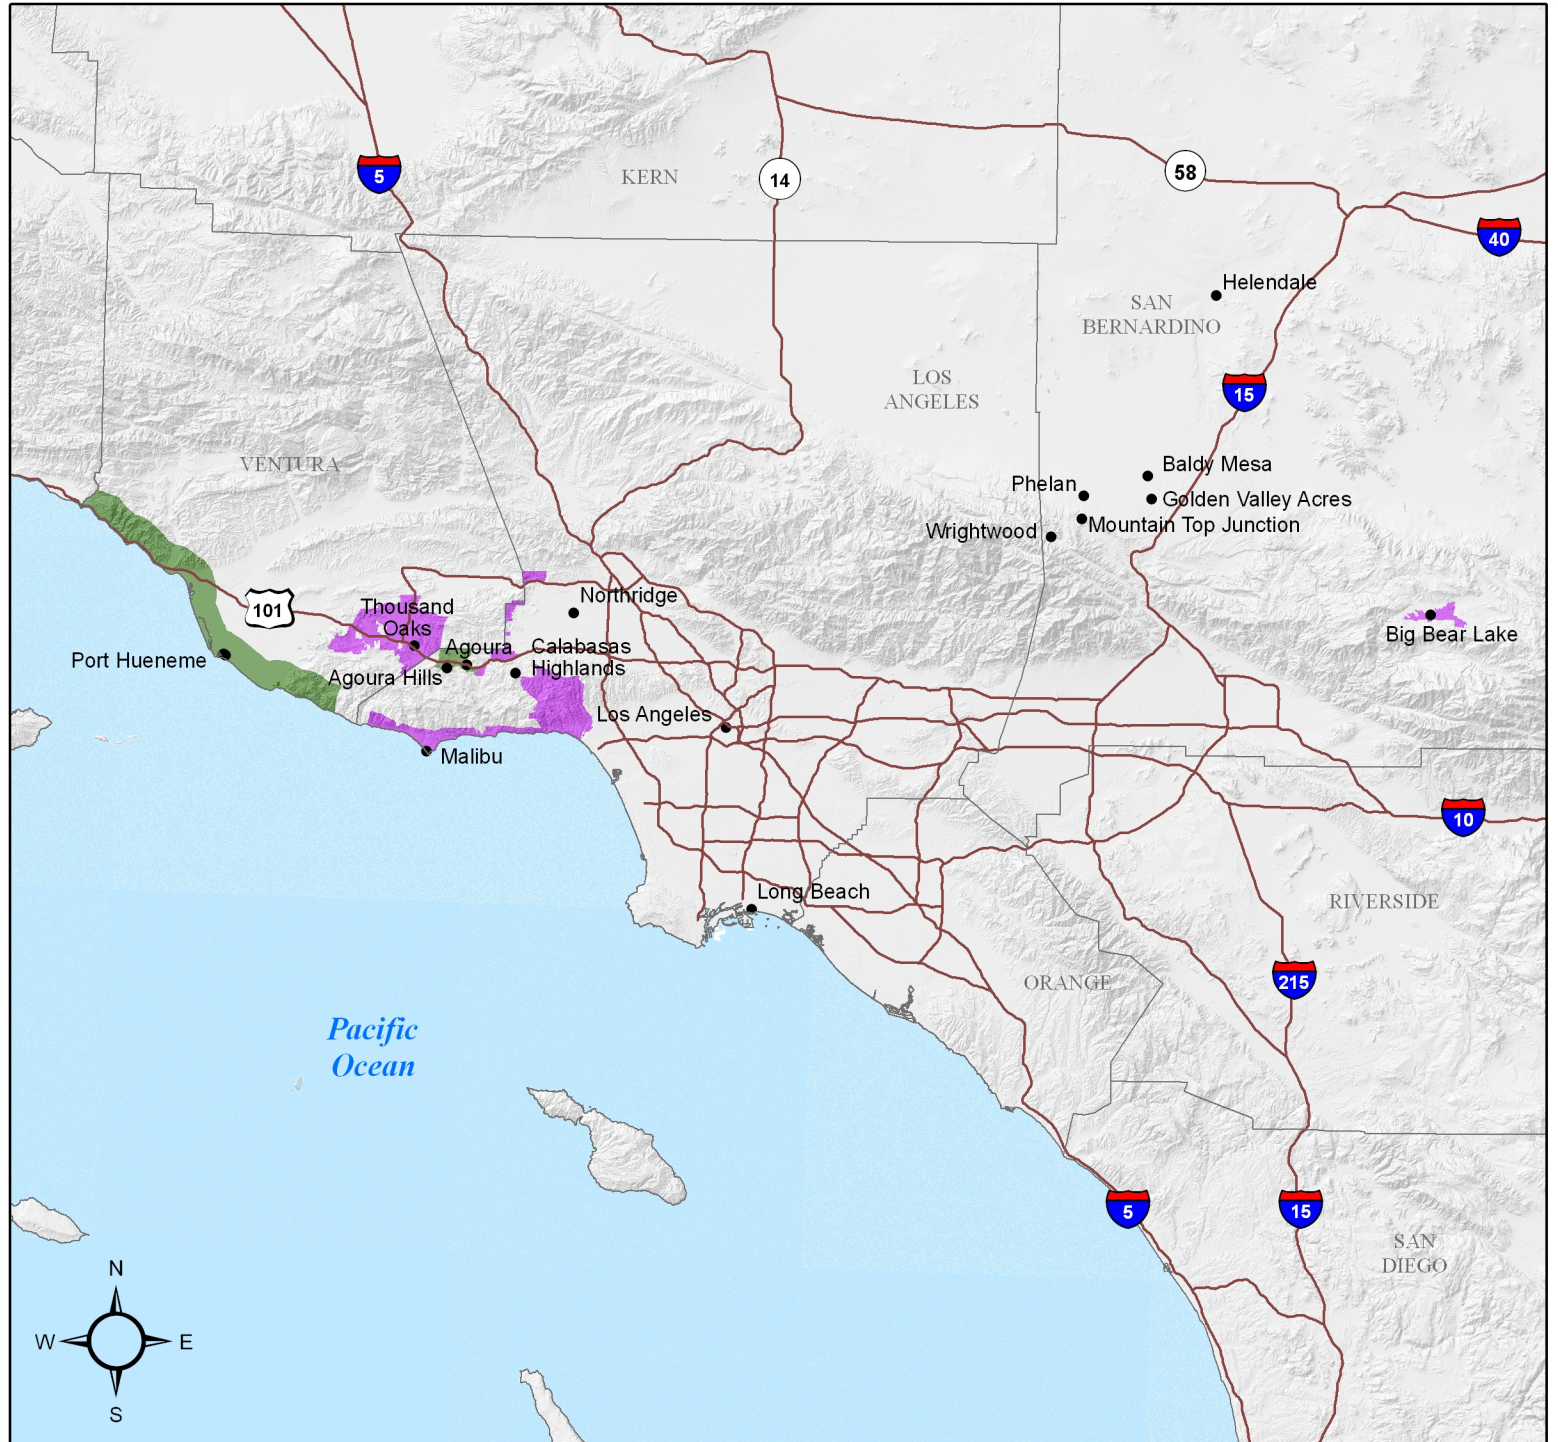 5
KERN
14
58
40
Helendale
SAN
BERNARDINO
LOS
ANGELES
15
VENTURA
Baldy Mesa
Phelan
Golden Valley Acres
Mountain Top Junction
Wrightwood
101
Thousand
Oaks
Northridge
Agoura
Calabasas
Highlands
Big Bear Lake
Port Hueneme
Agoura Hills
Los Angeles
Malibu
10
Long Beach
RIVERSIDE
ORANGE
215
Pacific
Ocean
5
15
SAN
DIEGO
N
W
E
S